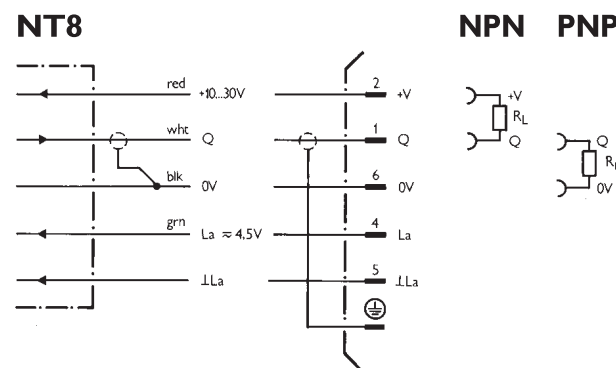 NT8
NPN PNP
red +10...30V 2 +V
wht Q 1 Q
blk 0V 6 0V
grn La ≂ 4,5V 4 La
⊥La 5 ⊥La
+V
RL
Q
Q
0V